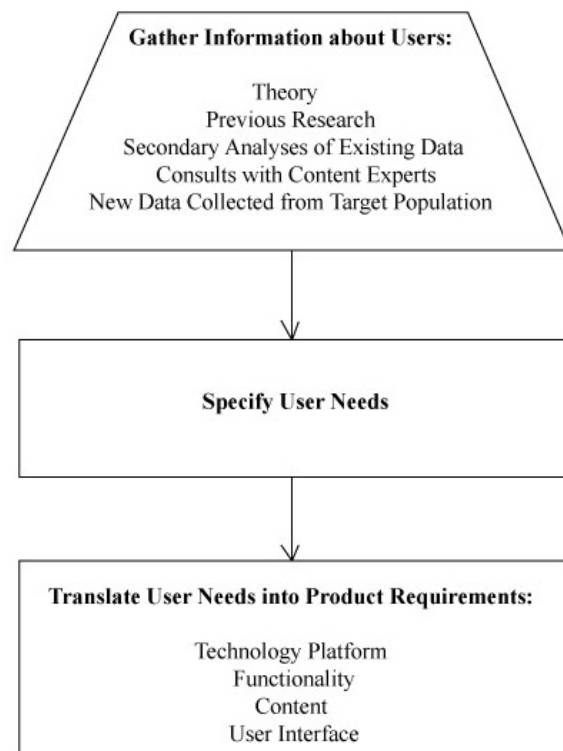 Gather Information about Users:
Theory
Previous Research
Secondary Analyses of Existing Data
Consults with Content Experts
New Data Collected from Target Population
Specify User Needs
Translate User Needs into Product Requirements:
Technology Platform
Functionality
Content
User Interface